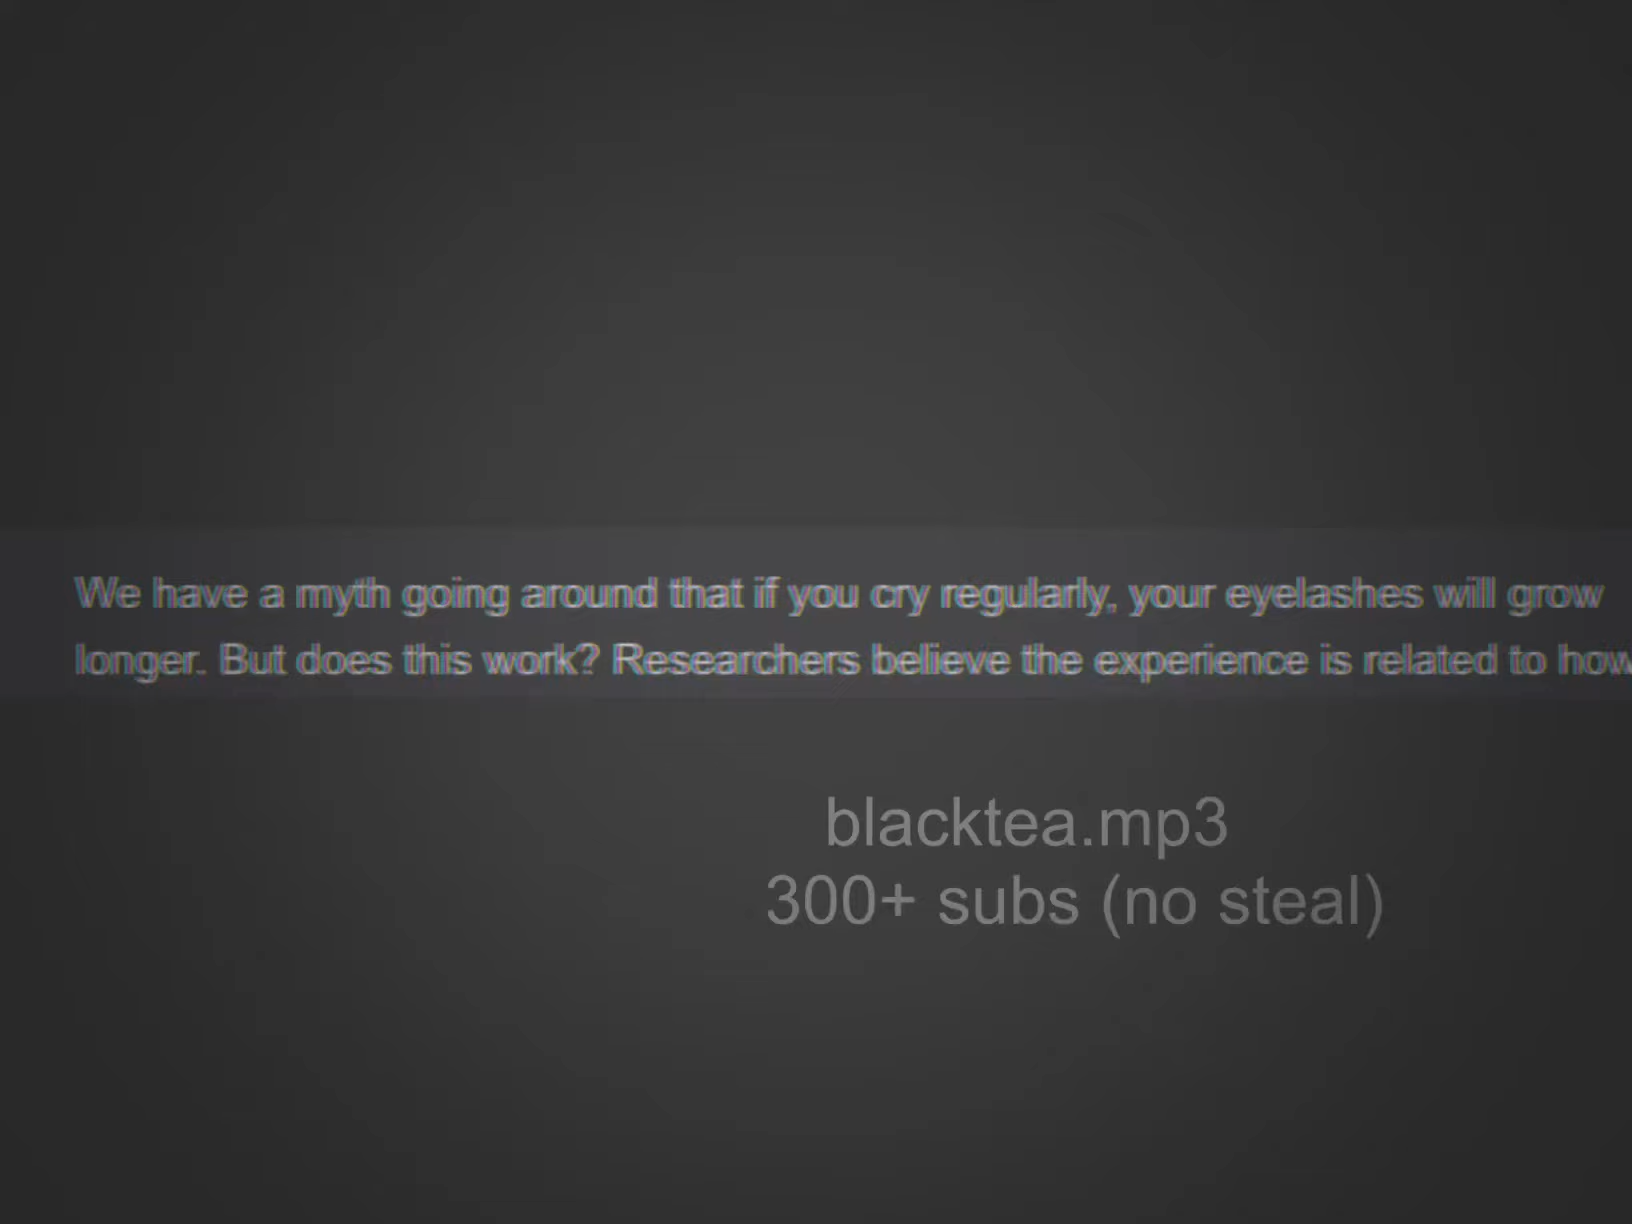 We have a myth going around that if you cry regularly, your eyelashes will grow
longer. But does this work? Researchers believe the experience is related to how
blacktea.mp3
300+ subs (no steal)